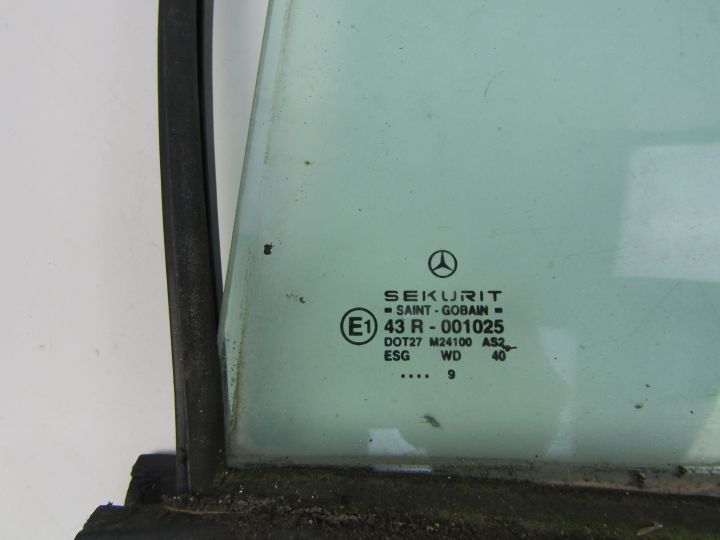 SEKURIT
SAINT - GOBAIN
E1 43 R - 001025
DOT27 M24100 AS2
ESG WD 40
.... 9